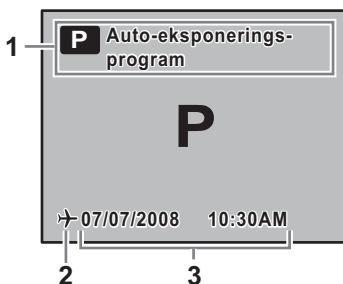 1
P Auto-eksponerings-
program
P
07/07/2008 10:30AM
2 3